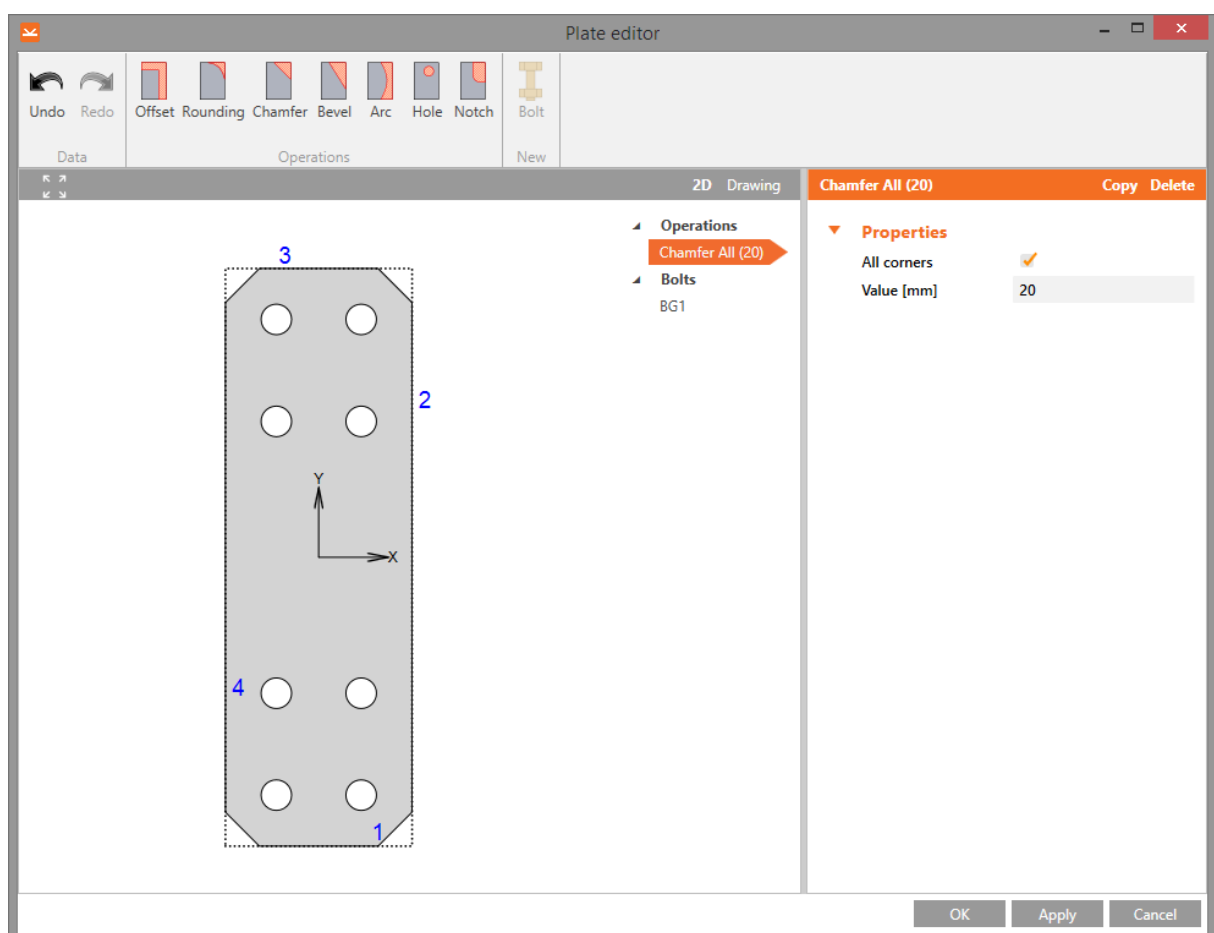 Plate editor
Undo Redo Offset Rounding Chamfer Bevel Arc Hole Notch Bolt
Data Operations New
2D Drawing
Chamfer All (20) Copy Delete
Operations
Chamfer All (20)
Bolts
BG1
Properties
All corners
Value [mm] 20
3
2
Y
X
4
1
OK Apply Cancel